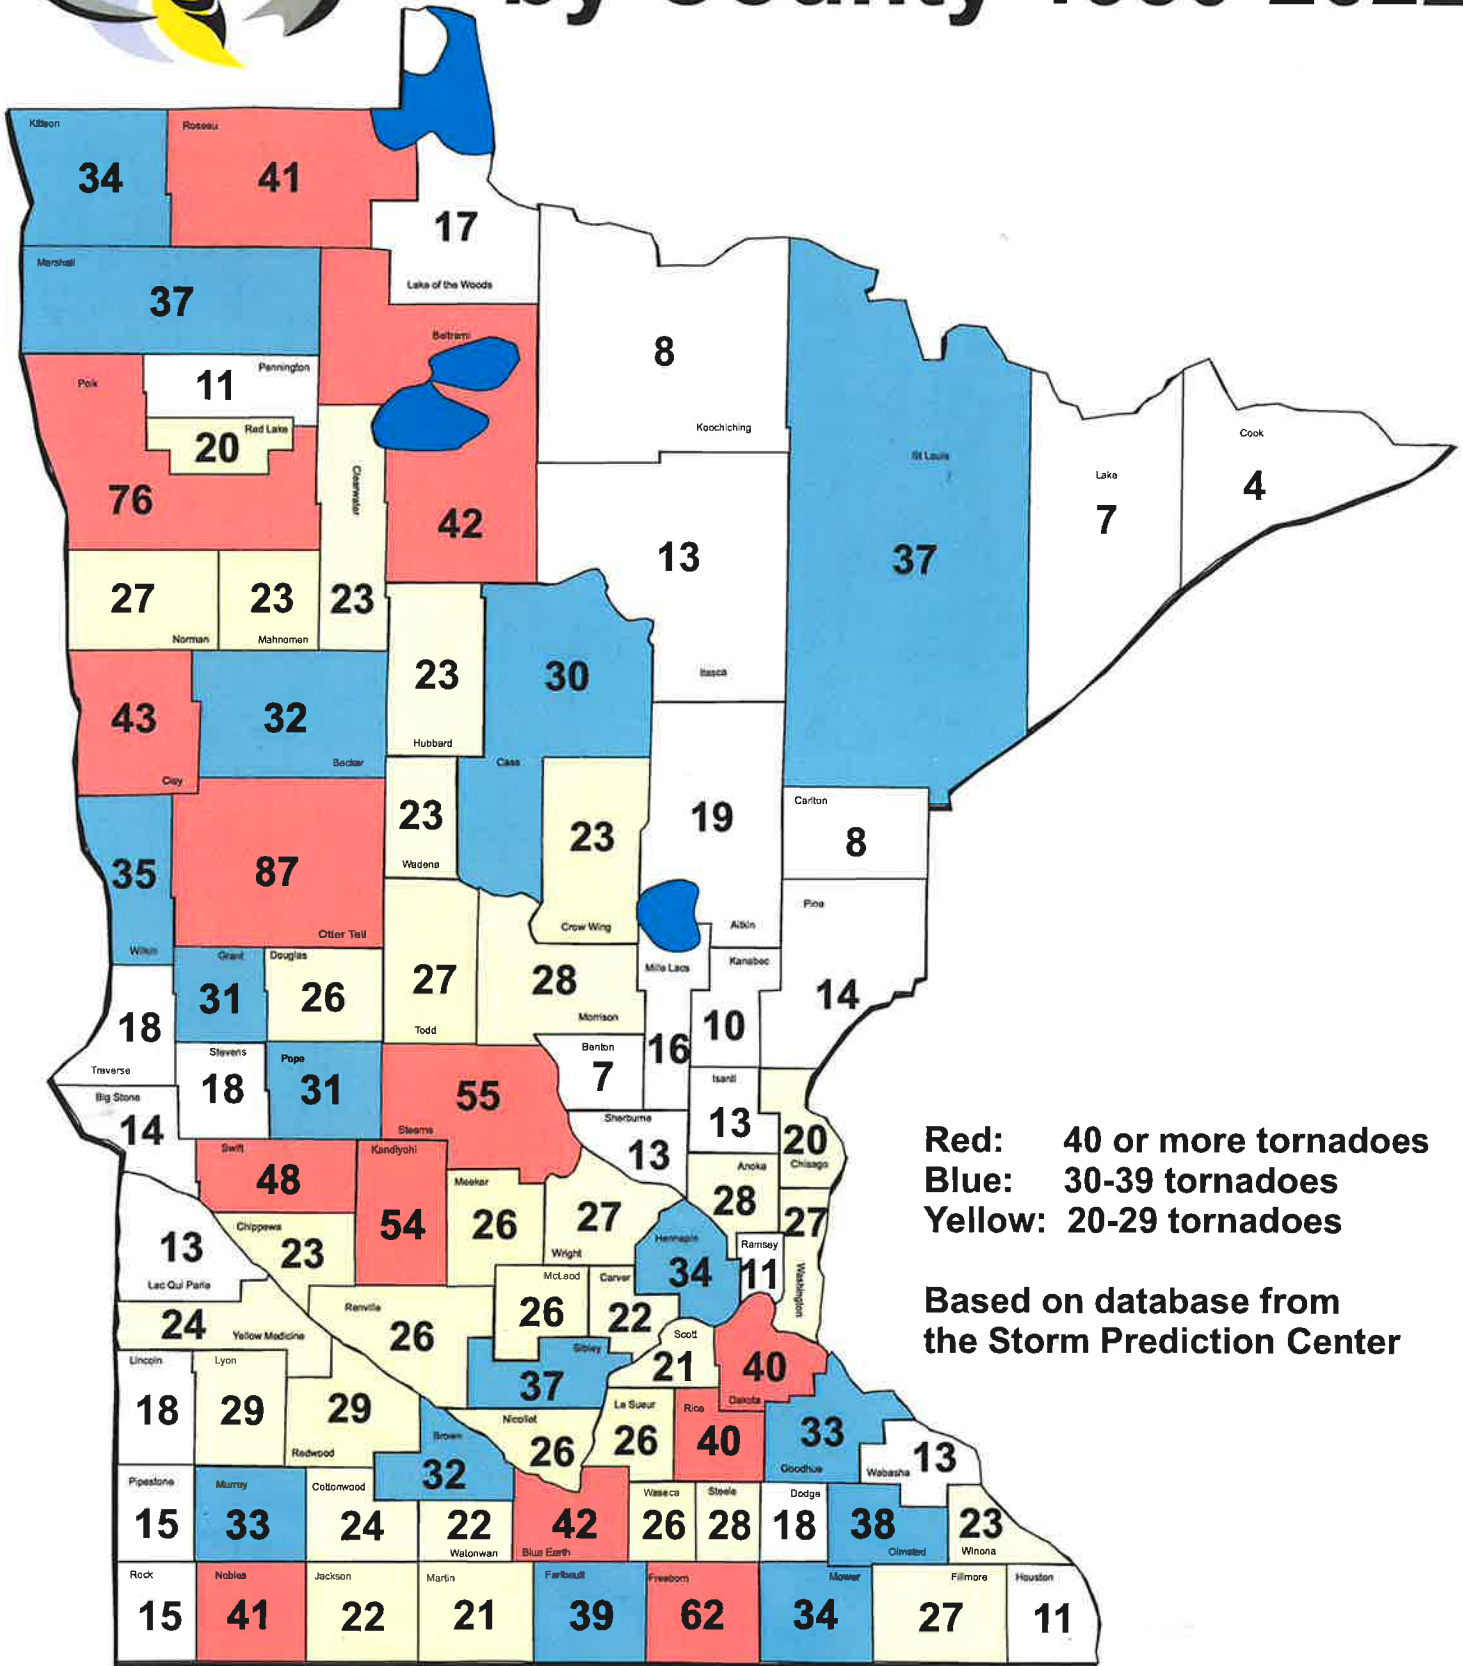 by County 1950-2022
Kittson
34
Roseau
41
17
Lake of the Woods
Marshall
37
Beltrami
42
8
Koochiching
St Louis
37
Lake
7
Cook
4
Polk
76
Pennington
11
Red Lake
20
Clearwater
23
13
Itasca
27
Norman
23
Mahnomen
23
Hubbard
30
Cass
43
Clay
32
Becker
23
Wadena
23
Crow Wing
19
Aitkin
Carlton
8
35
Wilkin
87
Otter Tail
Grant
31
Douglas
26
27
Todd
28
Morrison
Mille Lacs
16
Kanabec
10
Pine
14
18
Traverse
Stevens
18
Pope
31
55
Stearns
Benton
7
Isanti
13
20
Chisago
Big Stone
14
Swift
48
Kandiyohi
54
Meeker
26
Sherburne
13
27
Wright
Anoka
28
27
Washington
Hennepin
34
Ramsey
11
13
Lac Qui Parle
Chippewa
23
24
Yellow Medicine
Renville
26
McLeod
26
Carver
22
Scott
21
40
Dakota
Sibley
37
Lincoln
18
Lyon
29
29
Redwood
Brown
32
Nicollet
26
Le Sueur
26
Rice
40
33
Goodhue
Wabasha
13
Pipestone
15
Murray
33
Cottonwood
24
22
Watonwan
42
Blue Earth
Waseca
26
Steele
28
Dodge
18
38
Olmsted
23
Winona
Rock
15
Nobles
41
Jackson
22
Martin
21
Faribault
39
Freeborn
62
Mower
34
Fillmore
27
Houston
11
Red: 40 or more tornadoes
Blue: 30-39 tornadoes
Yellow: 20-29 tornadoes
Based on database from
the Storm Prediction Center